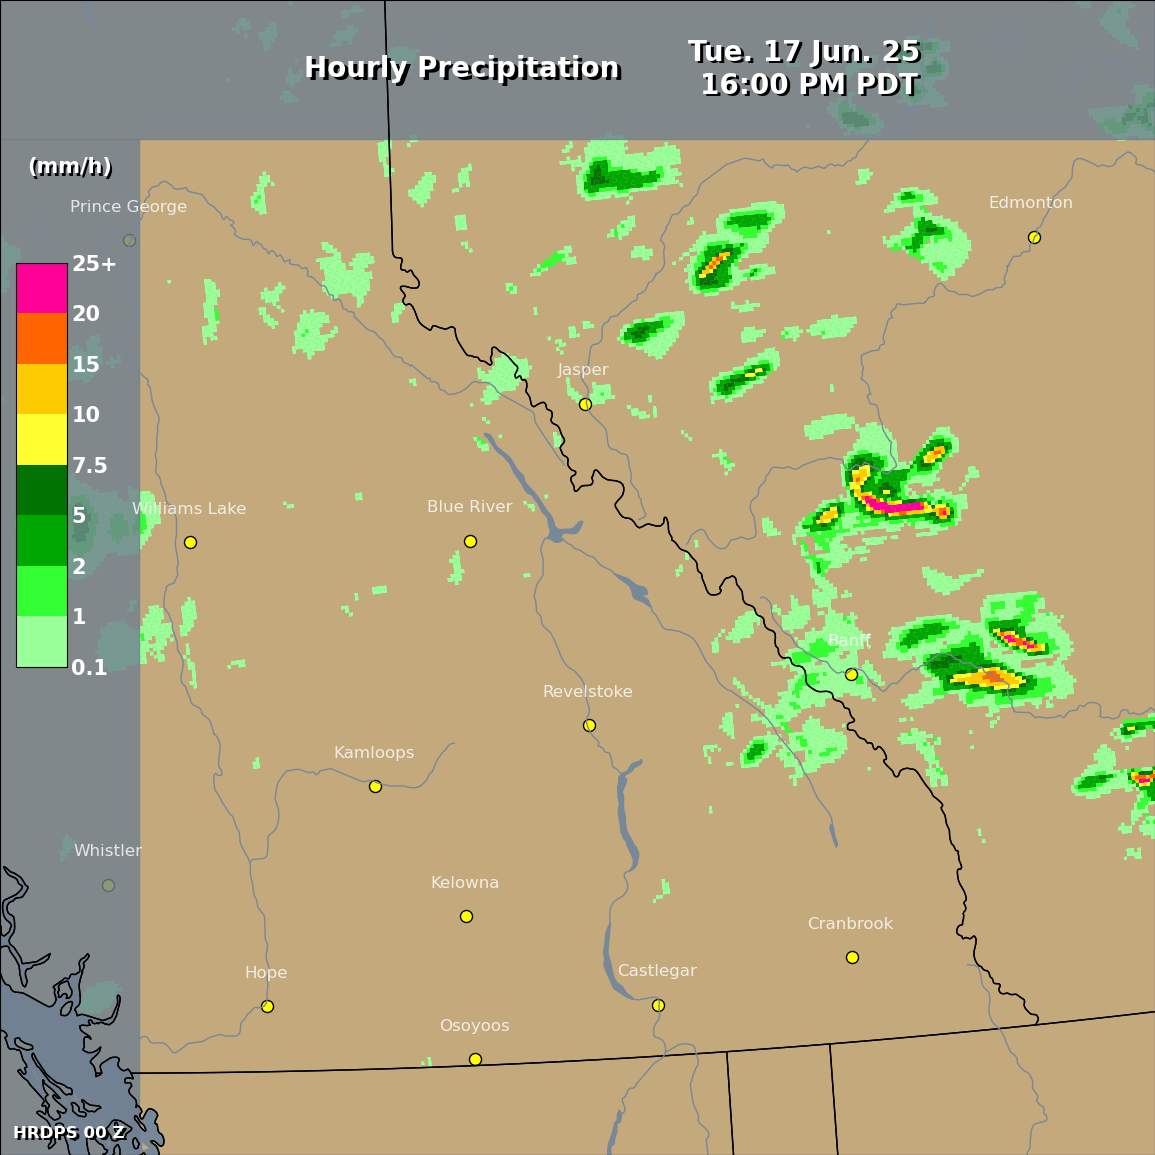 Hourly Precipitation
Tue. 17 Jun. 25
16:00 PM PDT
(mm/h)
Prince George
Edmonton
25+
20
15
10
7.5
5
2
1
0.1
Jasper
Williams Lake
Blue River
Banff
Revelstoke
Kamloops
Whistler
Kelowna
Cranbrook
Hope
Castlegar
Osoyoos
HRDPS 00 Z